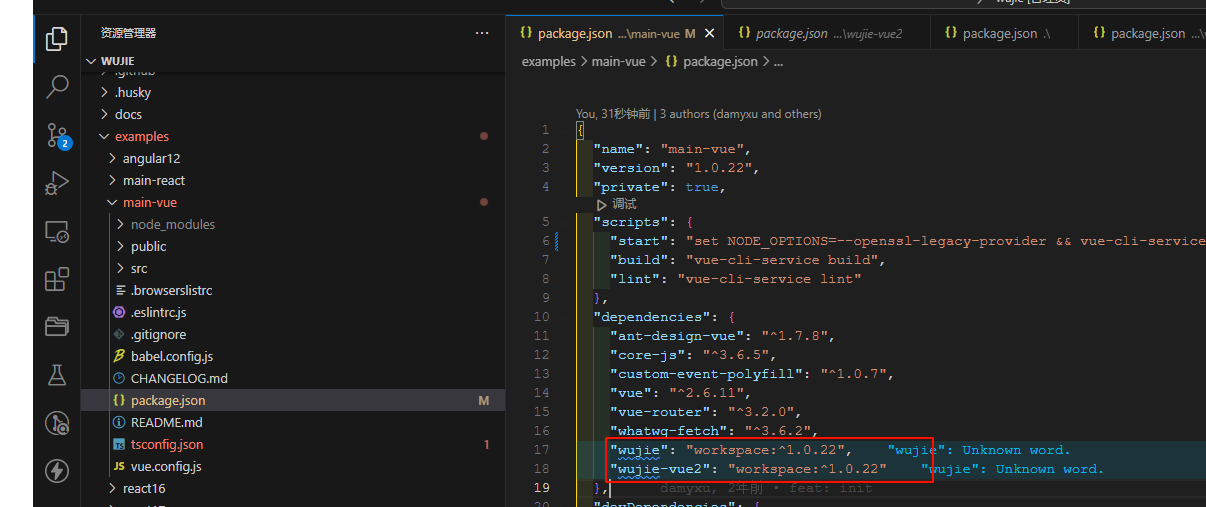 资源管理器
···
WUJIE
.github
.husky
docs
examples
angular12
main-react
main-vue
node_modules
public
src
.browserslistrc
.eslintrc.js
.gitignore
babel.config.js
CHANGELOG.md
package.json M
README.md
tsconfig.json 1
vue.config.js
react16
2
package.json ...\main-vue M
package.json ...\wujie-vue2
package.json .\
package.json ...\
examples > main-vue > {} package.json > ...
You, 31秒钟前 | 3 authors (damyxu and others)
1 {
2 "name": "main-vue",
3 "version": "1.0.22",
4 "private": true,
调试
5 "scripts": {
6 "start": "set NODE_OPTIONS=--openssl-legacy-provider && vue-cli-service
7 "build": "vue-cli-service build",
8 "lint": "vue-cli-service lint"
9 },
10 "dependencies": {
11 "ant-design-vue": "^1.7.8",
12 "core-js": "^3.6.5",
13 "custom-event-polyfill": "^1.0.7",
14 "vue": "^2.6.11",
15 "vue-router": "^3.2.0",
16 "whatwg-fetch": "^3.6.2",
17 "wujie": "workspace:^1.0.22", "wujie": Unknown word.
18 "wujie-vue2": "workspace:^1.0.22" "wujie": Unknown word.
19 }, damyxu, 2年前 • feat: init
20 "devDependencies": {